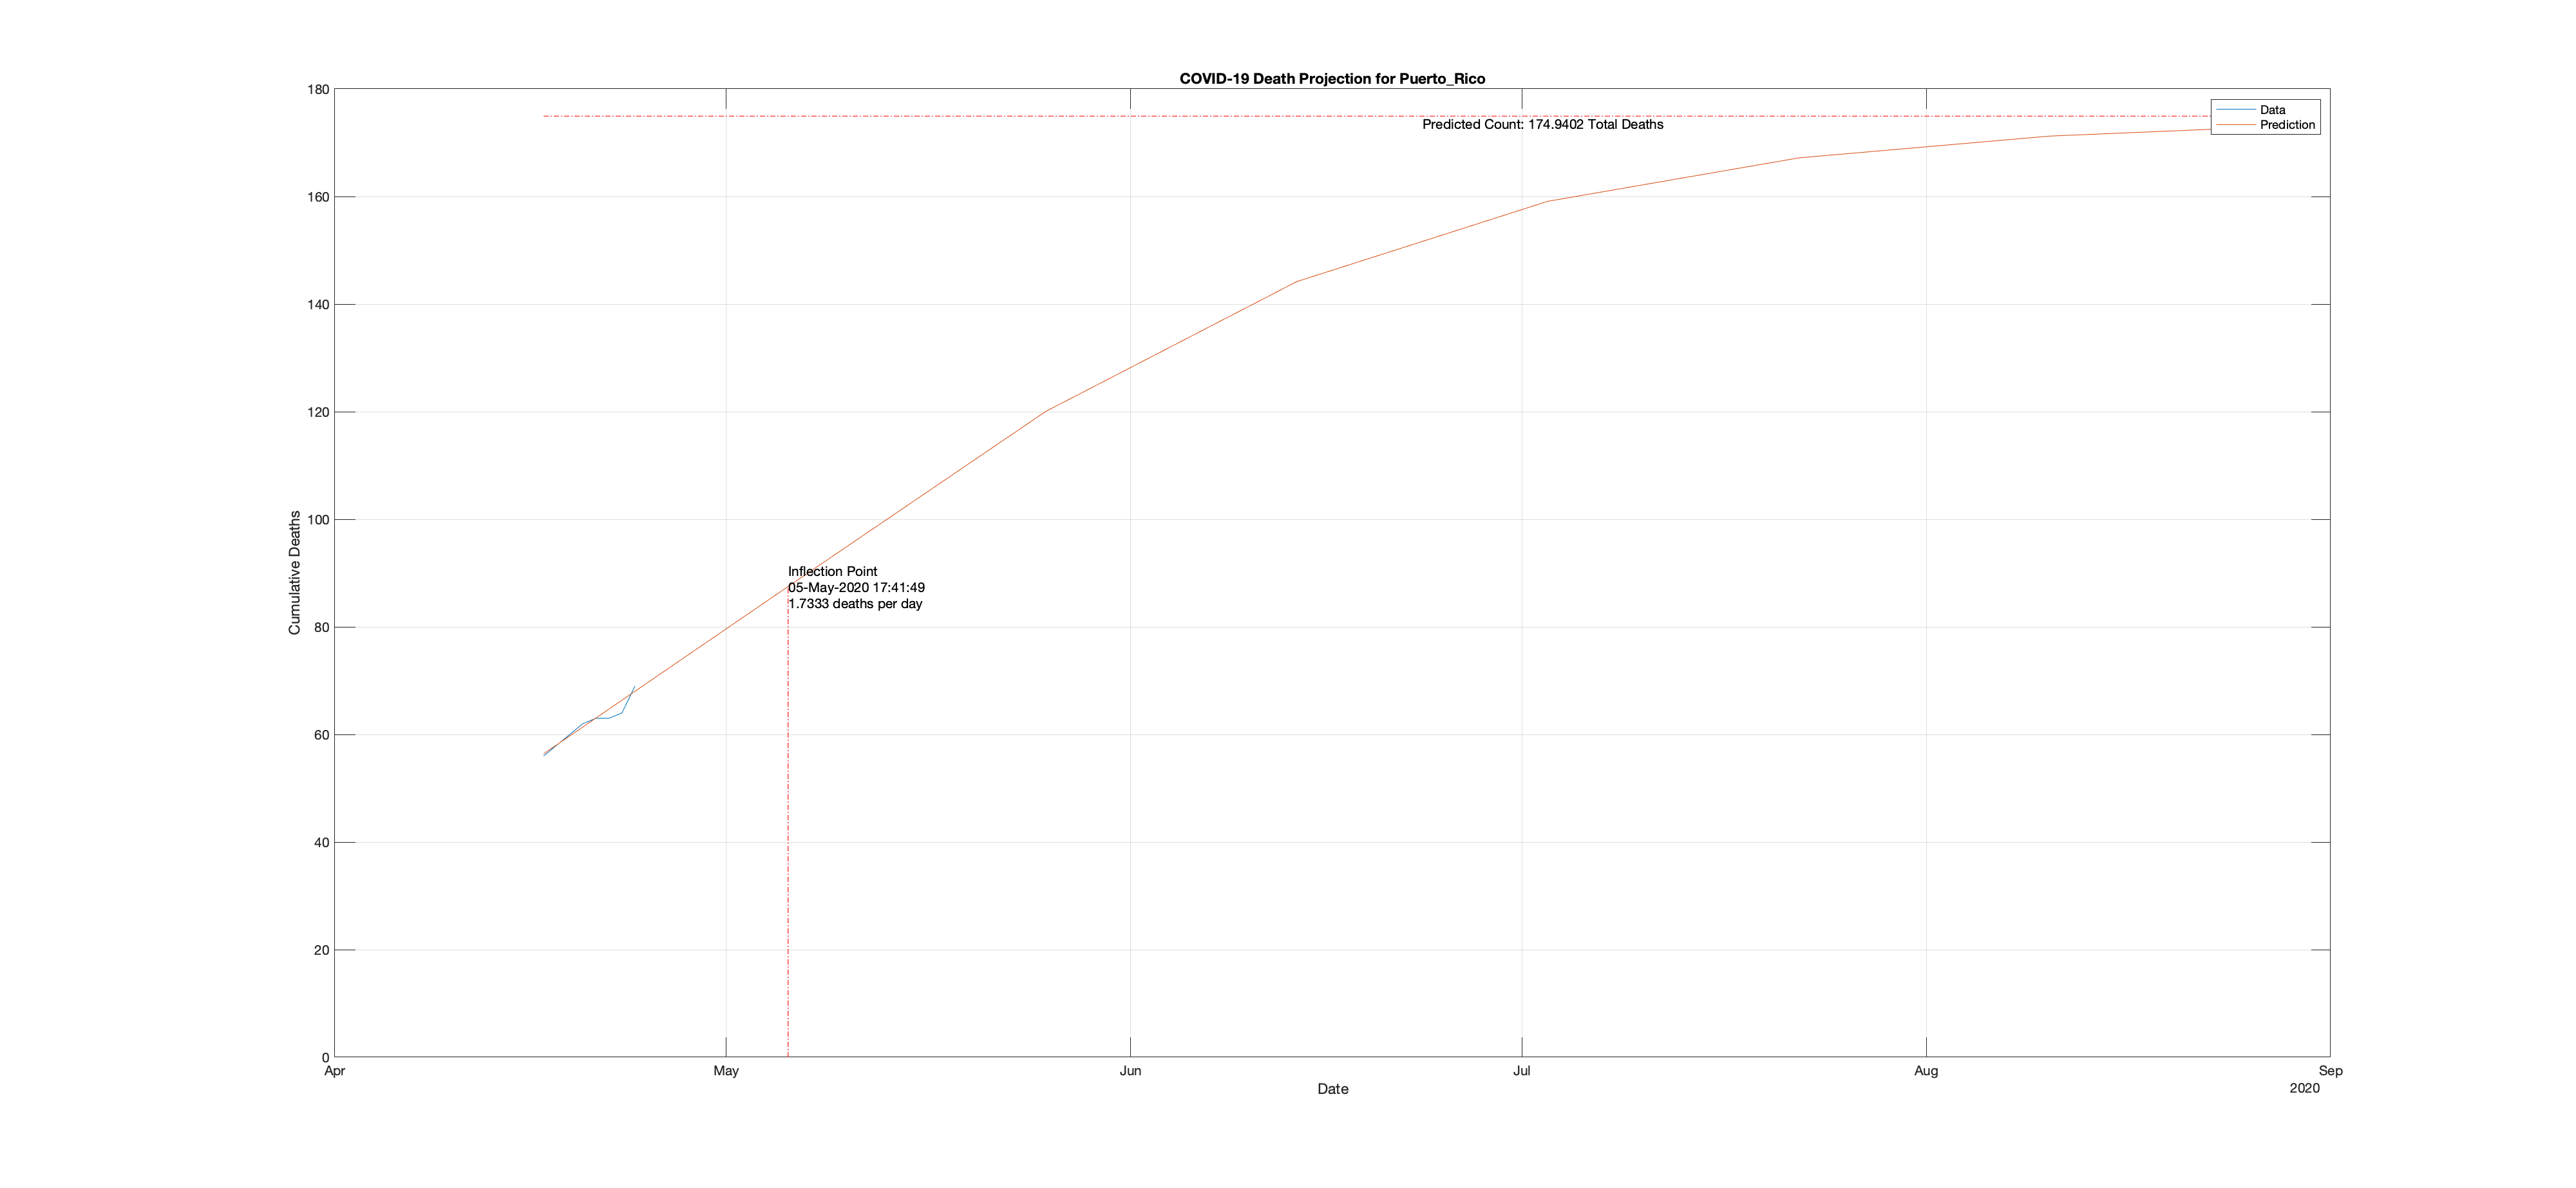 COVID-19 Death Projection for Puerto_Rico
180
160
140
120
100
80
60
40
20
0
Cumulative Deaths
Data
Prediction
Predicted Count: 174.9402 Total Deaths
Inflection Point
05-May-2020 17:41:49
1.7333 deaths per day
Apr
May
Jun
Jul
Aug
Sep
2020
Date